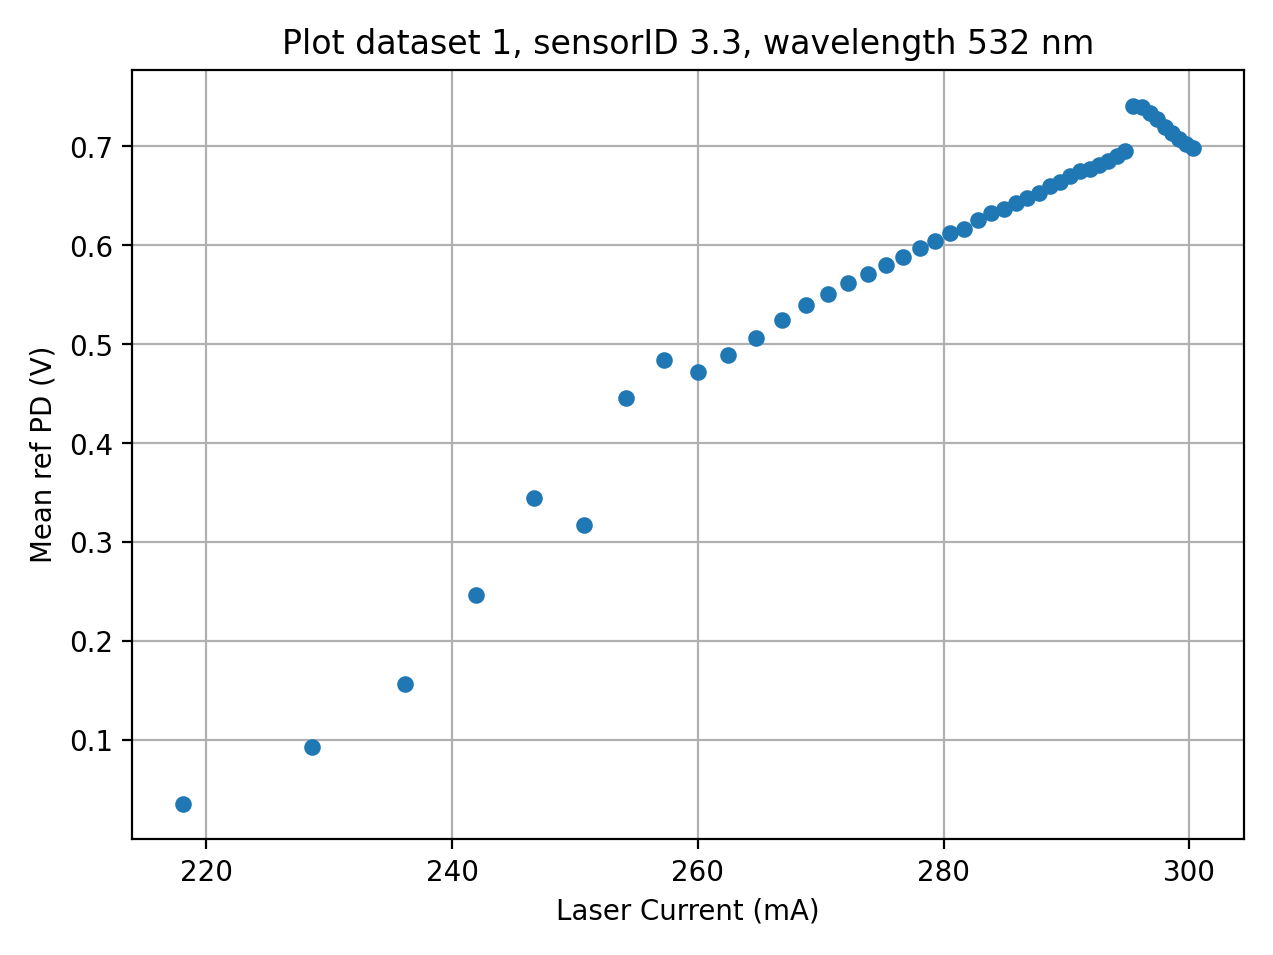 Plot dataset 1, sensorID 3.3, wavelength 532 nm
0.7
0.6
0.5
0.4
0.3
0.2
0.1
Mean ref PD (V)
220 240 260 280 300
Laser Current (mA)